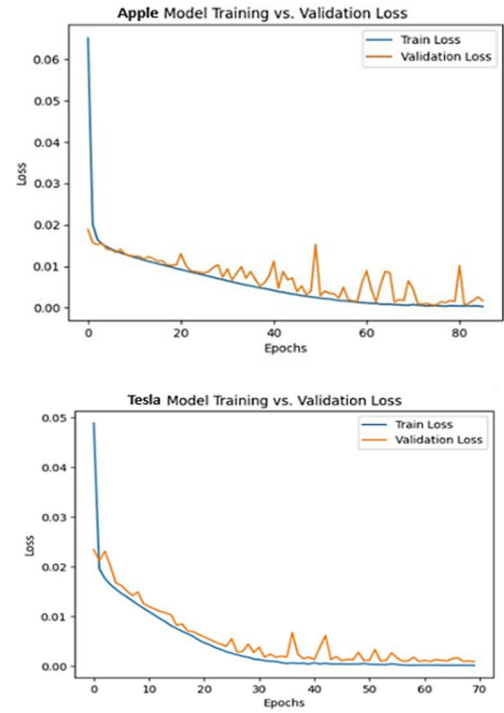 Apple Model Training vs. Validation Loss
Train Loss
Validation Loss
0.06
0.05
0.04
0.03
0.02
0.01
0.00
Loss
0 20 40 60 80
Epochs
Tesla Model Training vs. Validation Loss
Train Loss
Validation Loss
0.05
0.04
0.03
0.02
0.01
0.00
Loss
0 10 20 30 40 50 60 70
Epochs